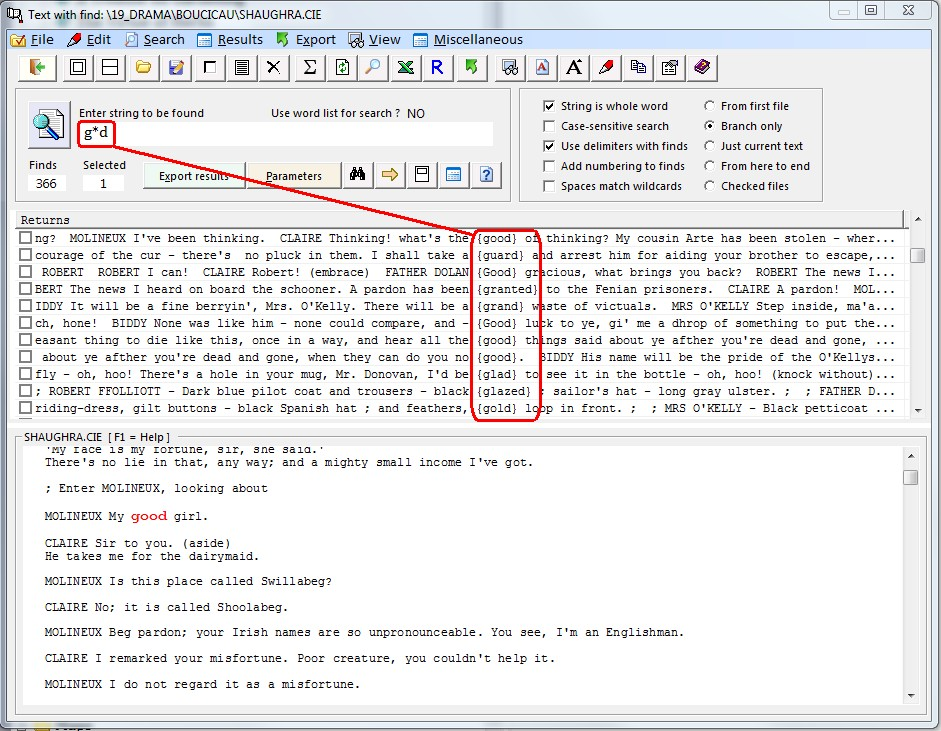 Text with find: \19_DRAMA\BOUCICAU\SHAUGHRA.CIE
File Edit Search Results Export View Miscellaneous
Σ R A
Enter string to be found Use word list for search ? NO
g*d
Finds Selected
366 1
Export results Parameters
String is whole word From first file
Case-sensitive search Branch only
Use delimiters with finds Just current text
Add numbering to finds From here to end
Spaces match wildcards Checked files
Returns
ng? MOLINEUX I've been thinking. CLAIRE Thinking! what's the {good} of thinking? My cousin Arte has been stolen - wher...
courage of the cur - there's no pluck in them. I shall take a {guard} and arrest him for aiding your brother to escape,...
ROBERT ROBERT I can! CLAIRE Robert! (embrace) FATHER DOLAN {Good} gracious, what brings you back? ROBERT The news I...
BERT The news I heard on board the schooner. A pardon has been {granted} to the Fenian prisoners. CLAIRE A pardon! MOL...
IDDY It will be a fine berryin', Mrs. O'Kelly. There will be a {grand} waste of victuals. MRS O'KELLY Step inside, ma'a...
ch, hone! BIDDY None was like him - none could compare, and - {Good} luck to ye, gi' me a dhrop of something to put the...
easant thing to die like this, once in a way, and hear all the {good} things said about ye afther you're dead and gone, ...
about ye afther you're dead and gone, when they can do you no {good}. BIDDY His name will be the pride of the O'Kellys...
fly - oh, hoo! There's a hole in your mug, Mr. Donovan, I'd be {glad} to see it in the bottle - oh, hoo! (knock without)...
; ROBERT FFOLLIOTT - Dark blue pilot coat and trousers - black {glazed} ; sailor's hat - long gray ulster. ; ; FATHER D...
riding-dress, gilt buttons - black Spanish hat ; and feathers, {gold} loop in front. ; ; MRS O'KELLY - Black petticoat ...
SHAUGHRA.CIE [ F1 = Help ]
'My face is my fortune, sir, she said.'
There's no lie in that, any way; and a mighty small income I've got.
; Enter MOLINEUX, looking about
MOLINEUX My good girl.
CLAIRE Sir to you. (aside)
He takes me for the dairymaid.
MOLINEUX Is this place called Swillabeg?
CLAIRE No; it is called Shoolabeg.
MOLINEUX Beg pardon; your Irish names are so unpronounceable. You see, I'm an Englishman.
CLAIRE I remarked your misfortune. Poor creature, you couldn't help it.
MOLINEUX I do not regard it as a misfortune.